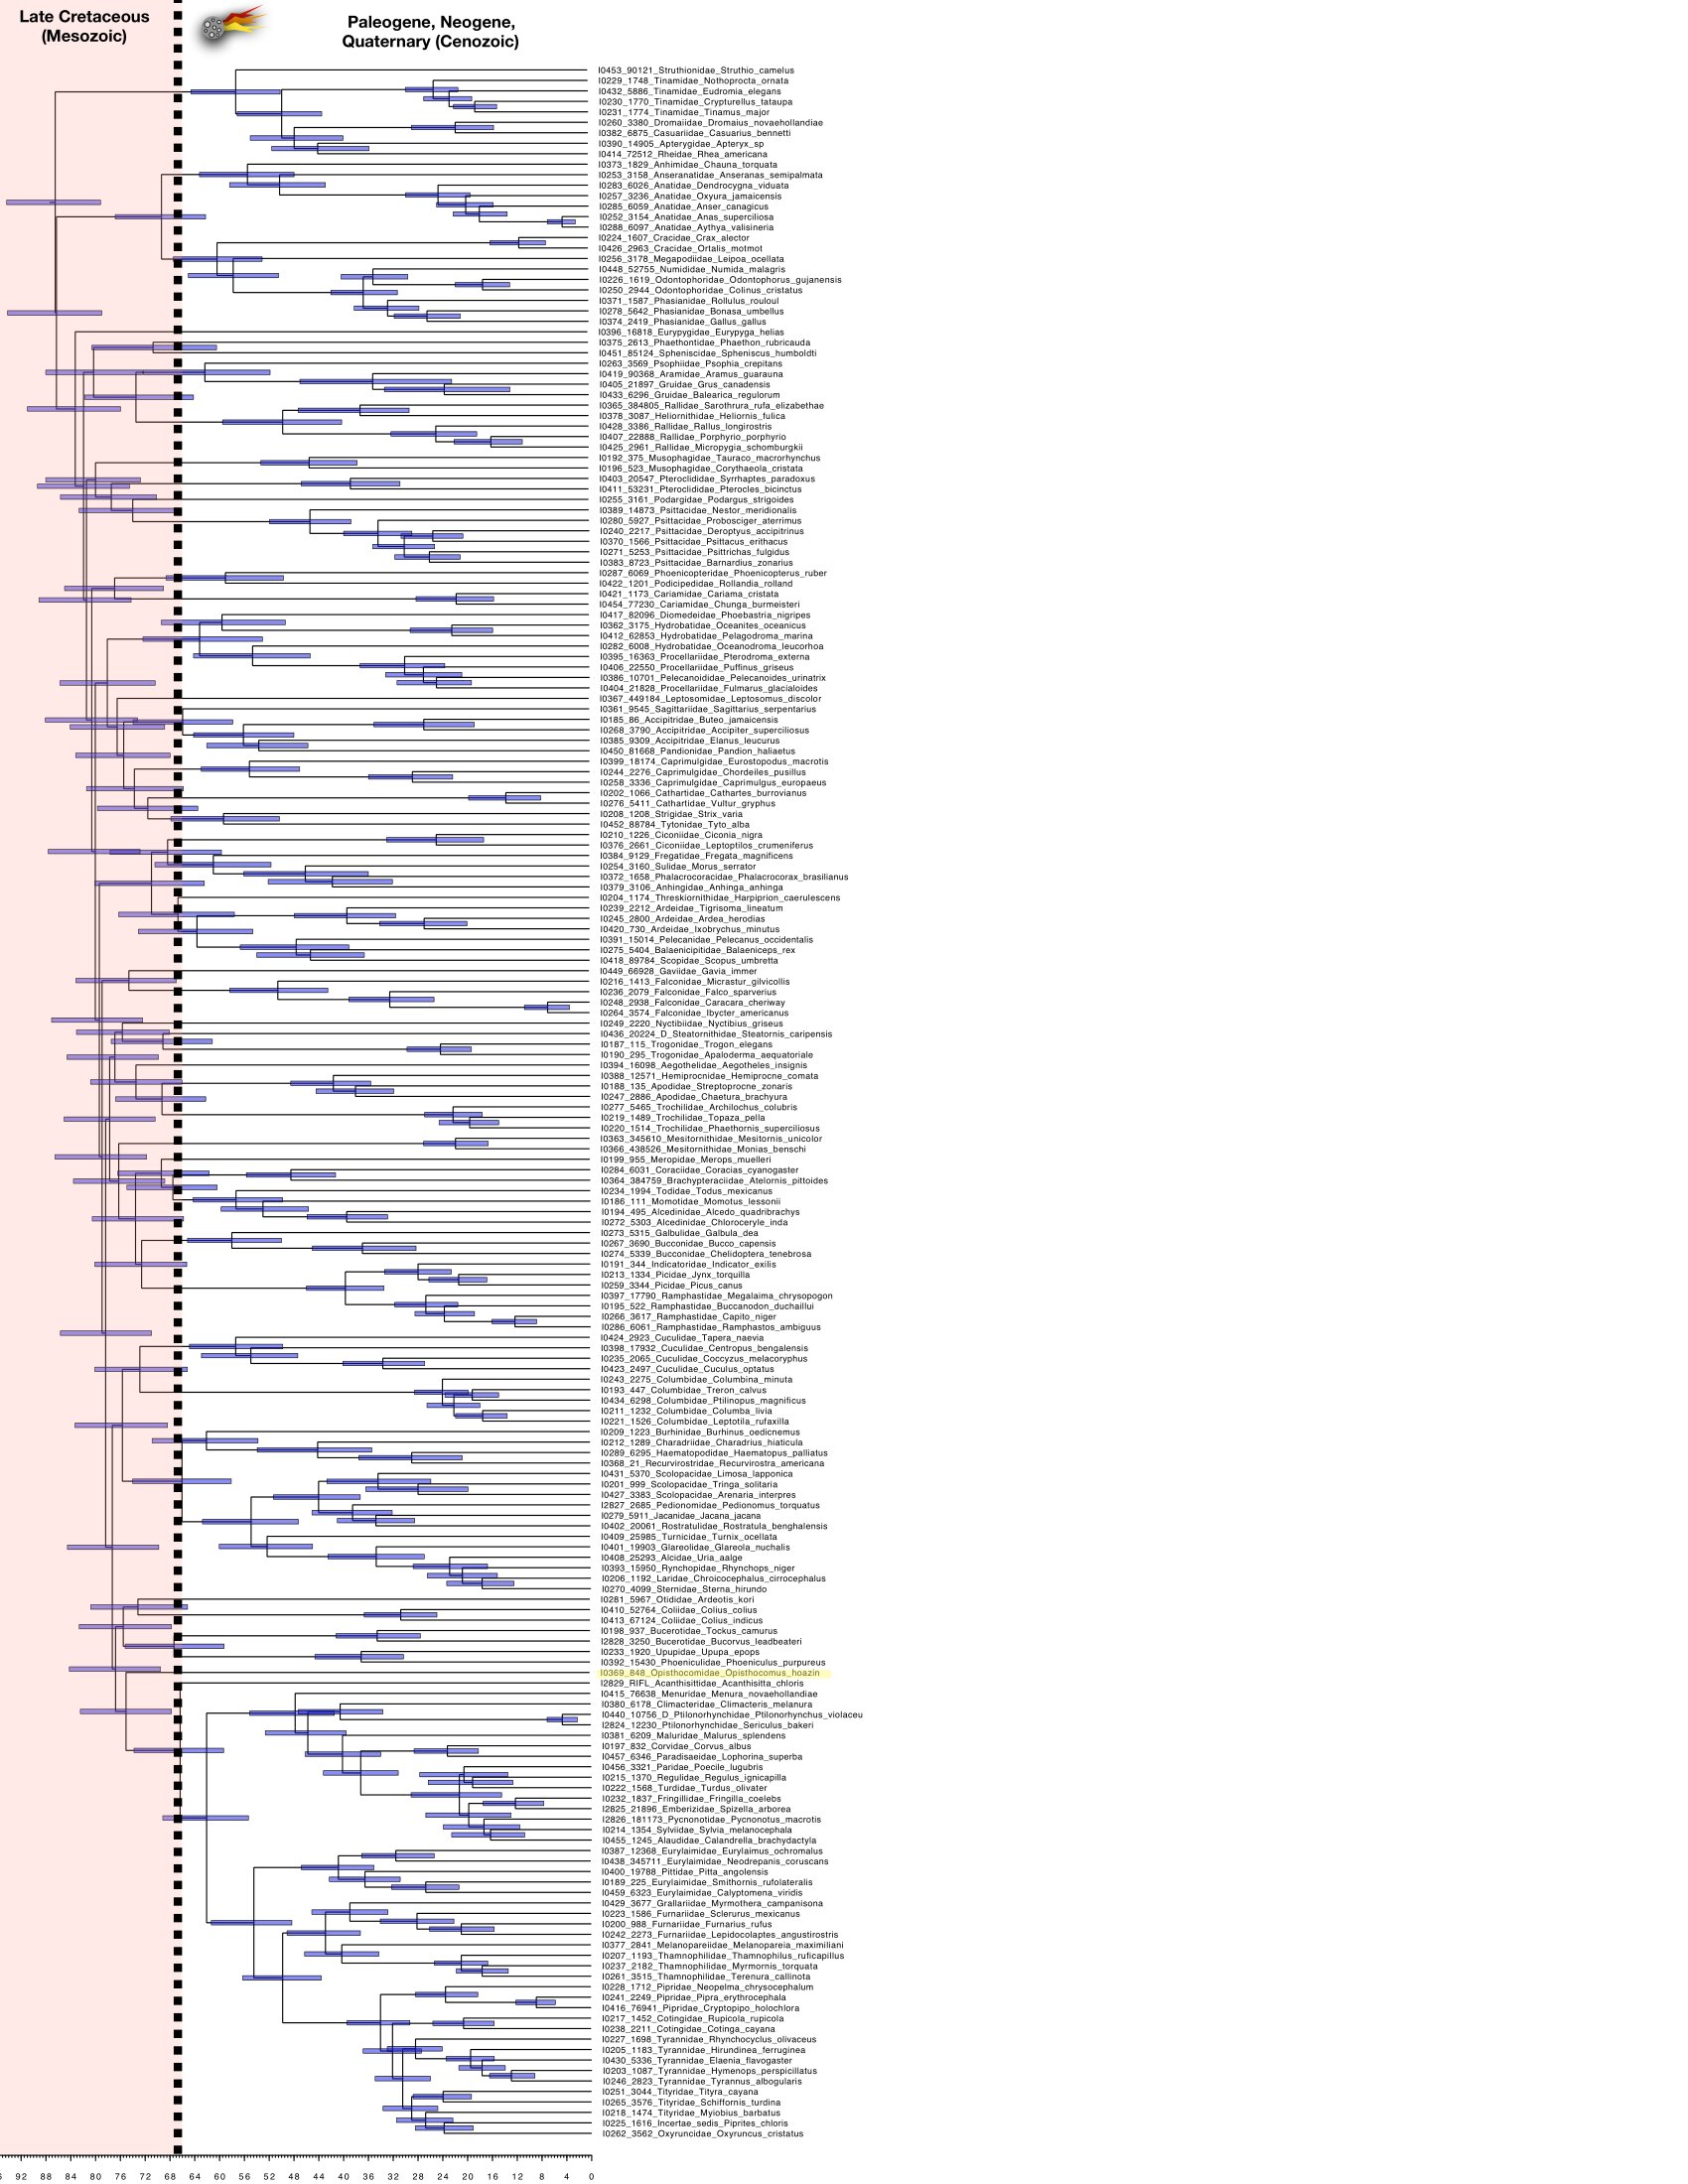 Late Cretaceous
(Mesozoic)
Paleogene, Neogene,
Quaternary (Cenozoic)
I0453_90121_Struthionidae_Struthio_camelus
I0229_1748_Tinamidae_Nothoprocta_ornata
I0432_5886_Tinamidae_Eudromia_elegans
I0230_1770_Tinamidae_Crypturellus_tataupa
I0231_1774_Tinamidae_Tinamus_major
I0260_3380_Dromaiidae_Dromaius_novaehollandiae
I0382_6875_Casuariidae_Casuarius_bennetti
I0390_14905_Apterygidae_Apteryx_sp
I0414_72512_Rheidae_Rhea_americana
I0373_1829_Anhimidae_Chauna_torquata
I0253_3158_Anseranatidae_Anseranas_semipalmata
I0283_6026_Anatidae_Dendrocygna_viduata
I0257_3236_Anatidae_Oxyura_jamaicensis
I0285_6059_Anatidae_Anser_canagicus
I0252_3154_Anatidae_Anas_superciliosa
I0288_6097_Anatidae_Aythya_valisineria
I0224_1607_Cracidae_Crax_alector
I0426_2963_Cracidae_Ortalis_motmot
I0256_3178_Megapodiidae_Leipoa_ocellata
I0448_52755_Numididae_Numida_malagris
I0226_1619_Odontophoridae_Odontophorus_gujanensis
I0250_2944_Odontophoridae_Colinus_cristatus
I0371_1587_Phasianidae_Rollulus_rouloul
I0278_5642_Phasianidae_Bonasa_umbellus
I0374_2419_Phasianidae_Gallus_gallus
I0396_16818_Eurypygidae_Eurypyga_helias
I0375_2613_Phaethontidae_Phaethon_rubricauda
I0451_85124_Spheniscidae_Spheniscus_humboldti
I0263_3569_Psophiidae_Psophia_crepitans
I0419_90368_Aramidae_Aramus_guarauna
I0405_21897_Gruidae_Grus_canadensis
I0433_6296_Gruidae_Balearica_regulorum
I0365_384805_Rallidae_Sarothrura_rufa_elizabethae
I0378_3087_Heliornithidae_Heliornis_fulica
I0428_3386_Rallidae_Rallus_longirostris
I0407_22888_Rallidae_Porphyrio_porphyrio
I0425_2961_Rallidae_Micropygia_schomburgkii
I0192_375_Musophagidae_Tauraco_macrorhynchus
I0196_523_Musophagidae_Corythaeola_cristata
I0403_20547_Pteroclididae_Syrrhaptes_paradoxus
I0411_53231_Pteroclididae_Pterocles_bicinctus
I0255_3161_Podargidae_Podargus_strigoides
I0389_14873_Psittacidae_Nestor_meridionalis
I0280_5927_Psittacidae_Probosciger_aterrimus
I0240_2217_Psittacidae_Deroptyus_accipitrinus
I0370_1566_Psittacidae_Psittacus_erithacus
I0271_5253_Psittacidae_Psittrichas_fulgidus
I0383_8723_Psittacidae_Barnardius_zonarius
I0287_6069_Phoenicopteridae_Phoenicopterus_ruber
I0422_1201_Podicipedidae_Rollandia_rolland
I0421_1173_Cariamidae_Cariama_cristata
I0454_77230_Cariamidae_Chunga_burmeisteri
I0417_82096_Diomedeidae_Phoebastria_nigripes
I0362_3175_Hydrobatidae_Oceanites_oceanicus
I0412_62853_Hydrobatidae_Pelagodroma_marina
I0282_6008_Hydrobatidae_Oceanodroma_leucorhoa
I0395_16363_Procellariidae_Pterodroma_externa
I0406_22550_Procellariidae_Puffinus_griseus
I0386_10701_Pelecanoididae_Pelecanoides_urinatrix
I0404_21828_Procellariidae_Fulmarus_glacialoides
I0367_449184_Leptosomidae_Leptosomus_discolor
I0361_9545_Sagittariidae_Sagittarius_serpentarius
I0185_86_Accipitridae_Buteo_jamaicensis
I0268_3790_Accipitridae_Accipiter_superciliosus
I0385_9309_Accipitridae_Elanus_leucurus
I0450_81668_Pandionidae_Pandion_haliaetus
I0399_18174_Caprimulgidae_Eurostopodus_macrotis
I0244_2276_Caprimulgidae_Chordeiles_pusillus
I0258_3336_Caprimulgidae_Caprimulgus_europaeus
I0202_1066_Cathartidae_Cathartes_burrovianus
I0276_5411_Cathartidae_Vultur_gryphus
I0208_1208_Strigidae_Strix_varia
I0452_88784_Tytonidae_Tyto_alba
I0210_1226_Ciconiidae_Ciconia_nigra
I0376_2661_Ciconiidae_Leptoptilos_crumeniferus
I0384_9129_Fregatidae_Fregata_magnificens
I0254_3160_Sulidae_Morus_serrator
I0372_1658_Phalacrocoracidae_Phalacrocorax_brasilianus
I0379_3106_Anhingidae_Anhinga_anhinga
I0204_1174_Threskiornithidae_Harpiprion_caerulescens
I0239_2212_Ardeidae_Tigrisoma_lineatum
I0245_2800_Ardeidae_Ardea_herodias
I0420_730_Ardeidae_Ixobrychus_minutus
I0391_15014_Pelecanidae_Pelecanus_occidentalis
I0275_5404_Balaenicipitidae_Balaeniceps_rex
I0418_89784_Scopidae_Scopus_umbretta
I0449_66928_Gaviidae_Gavia_immer
I0216_1413_Falconidae_Micrastur_gilvicollis
I0236_2079_Falconidae_Falco_sparverius
I0248_2938_Falconidae_Caracara_cheriway
I0264_3574_Falconidae_Ibycter_americanus
I0249_2220_Nyctibiidae_Nyctibius_griseus
I0436_20224_D_Steatornithidae_Steatornis_caripensis
I0187_115_Trogonidae_Trogon_elegans
I0190_295_Trogonidae_Apaloderma_aequatoriale
I0394_16098_Aegothelidae_Aegotheles_insignis
I0388_12571_Hemiprocnidae_Hemiprocne_comata
I0188_135_Apodidae_Streptoprocne_zonaris
I0247_2886_Apodidae_Chaetura_brachyura
I0277_5465_Trochilidae_Archilochus_colubris
I0219_1489_Trochilidae_Topaza_pella
I0220_1514_Trochilidae_Phaethornis_superciliosus
I0363_345610_Mesitornithidae_Mesitornis_unicolor
I0366_438526_Mesitornithidae_Monias_benschi
I0199_955_Meropidae_Merops_muelleri
I0284_6031_Coraciidae_Coracias_cyanogaster
I0364_384759_Brachypteraciidae_Atelornis_pittoides
I0234_1994_Todidae_Todus_mexicanus
I0186_111_Momotidae_Momotus_lessonii
I0194_495_Alcedinidae_Alcedo_quadribrachys
I0272_5303_Alcedinidae_Chloroceryle_inda
I0273_5315_Galbulidae_Galbula_dea
I0267_3690_Bucconidae_Bucco_capensis
I0274_5339_Bucconidae_Chelidoptera_tenebrosa
I0191_344_Indicatoridae_Indicator_exilis
I0213_1334_Picidae_Jynx_torquilla
I0259_3344_Picidae_Picus_canus
I0397_17790_Ramphastidae_Megalaima_chrysopogon
I0195_522_Ramphastidae_Buccanodon_duchaillui
I0266_3617_Ramphastidae_Capito_niger
I0286_6061_Ramphastidae_Ramphastos_ambiguus
I0424_2923_Cuculidae_Tapera_naevia
I0398_17932_Cuculidae_Centropus_bengalensis
I0235_2065_Cuculidae_Coccyzus_melacoryphus
I0423_2497_Cuculidae_Cuculus_optatus
I0243_2275_Columbidae_Columbina_minuta
I0193_447_Columbidae_Treron_calvus
I0434_6298_Columbidae_Ptilinopus_magnificus
I0211_1232_Columbidae_Columba_livia
I0221_1526_Columbidae_Leptotila_rufaxilla
I0209_1223_Burhinidae_Burhinus_oedicnemus
I0212_1289_Charadriidae_Charadrius_hiaticula
I0289_6295_Haematopodidae_Haematopus_palliatus
I0368_21_Recurvirostridae_Recurvirostra_americana
I0431_5370_Scolopacidae_Limosa_lapponica
I0201_999_Scolopacidae_Tringa_solitaria
I0427_3383_Scolopacidae_Arenaria_interpres
I2827_2685_Pedionomidae_Pedionomus_torquatus
I0279_5911_Jacanidae_Jacana_jacana
I0402_20061_Rostratulidae_Rostratula_benghalensis
I0409_25985_Turnicidae_Turnix_ocellata
I0401_19903_Glareolidae_Glareola_nuchalis
I0408_25293_Alcidae_Uria_aalge
I0393_15950_Rynchopidae_Rhynchops_niger
I0206_1192_Laridae_Chroicocephalus_cirrocephalus
I0270_4099_Sternidae_Sterna_hirundo
I0281_5967_Otididae_Ardeotis_kori
I0410_52764_Coliidae_Colius_colius
I0413_67124_Coliidae_Colius_indicus
I0198_937_Bucerotidae_Tockus_camurus
I2828_3250_Bucerotidae_Bucorvus_leadbeateri
I0233_1920_Upupidae_Upupa_epops
I0392_15430_Phoeniculidae_Phoeniculus_purpureus
I0369_848_Opisthocomidae_Opisthocomus_hoazin
I2829_RIFL_Acanthisittidae_Acanthisitta_chloris
I0415_76638_Menuridae_Menura_novaehollandiae
I0380_6178_Climacteridae_Climacteris_melanura
I0440_10756_D_Ptilonorhynchidae_Ptilonorhynchus_violaceu
I2824_12230_Ptilonorhynchidae_Sericulus_bakeri
I0381_6209_Maluridae_Malurus_splendens
I0197_832_Corvidae_Corvus_albus
I0457_6346_Paradisaeidae_Lophorina_superba
I0456_3321_Paridae_Poecile_lugubris
I0215_1370_Regulidae_Regulus_ignicapilla
I0222_1568_Turdidae_Turdus_olivater
I0232_1837_Fringillidae_Fringilla_coelebs
I2825_21896_Emberizidae_Spizella_arborea
I2826_181173_Pycnonotidae_Pycnonotus_macrotis
I0214_1354_Sylviidae_Sylvia_melanocephala
I0455_1245_Alaudidae_Calandrella_brachydactyla
I0387_12368_Eurylaimidae_Eurylaimus_ochromalus
I0438_345711_Eurylaimidae_Neodrepanis_coruscans
I0400_19788_Pittidae_Pitta_angolensis
I0189_225_Eurylaimidae_Smithornis_rufolateralis
I0459_6323_Eurylaimidae_Calyptomena_viridis
I0429_3677_Grallariidae_Myrmothera_campanisona
I0223_1586_Furnariidae_Sclerurus_mexicanus
I0200_988_Furnariidae_Furnarius_rufus
I0242_2273_Furnariidae_Lepidocolaptes_angustirostris
I0377_2841_Melanopareiidae_Melanopareia_maximiliani
I0207_1193_Thamnophilidae_Thamnophilus_ruficapillus
I0237_2182_Thamnophilidae_Myrmornis_torquata
I0261_3515_Thamnophilidae_Terenura_callinota
I0228_1712_Pipridae_Neopelma_chrysocephalum
I0241_2249_Pipridae_Pipra_erythrocephala
I0416_76941_Pipridae_Cryptopipo_holochlora
I0217_1452_Cotingidae_Rupicola_rupicola
I0238_2211_Cotingidae_Cotinga_cayana
I0227_1698_Tyrannidae_Rhynchocyclus_olivaceus
I0205_1183_Tyrannidae_Hirundinea_ferruginea
I0430_5336_Tyrannidae_Elaenia_flavogaster
I0203_1087_Tyrannidae_Hymenops_perspicillatus
I0246_2823_Tyrannidae_Tyrannus_albogularis
I0251_3044_Tityridae_Tityra_cayana
I0265_3576_Tityridae_Schiffornis_turdina
I0218_1474_Tityridae_Myiobius_barbatus
I0225_1616_Incertae_sedis_Piprites_chloris
I0262_3562_Oxyruncidae_Oxyruncus_cristatus
92 88 84 80 76 72 68 64 60 56 52 48 44 40 36 32 28 24 20 16 12 8 4 0